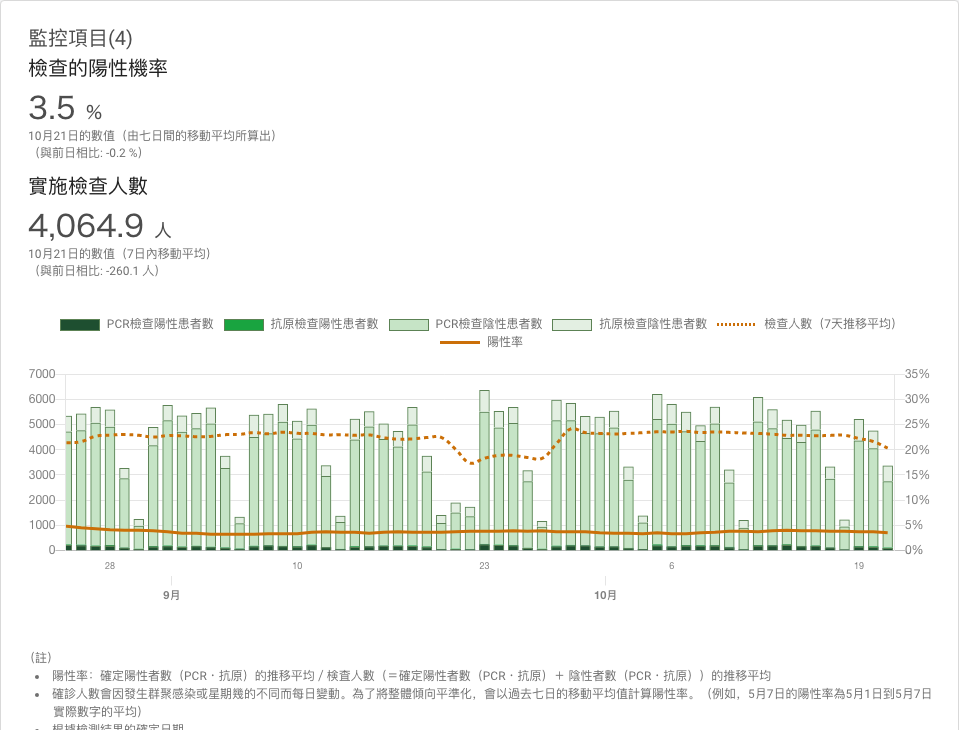 監控項目(4)
檢查的陽性機率
3.5 %
10月21日的數值（由七日間的移動平均所算出）
（與前日相比: -0.2 %）
實施檢查人數
4,064.9 人
10月21日的數值（7日內移動平均）
（與前日相比: -260.1 人）
PCR檢查陽性患者數 抗原檢查陽性患者數 PCR檢查陰性患者數 抗原檢查陰性患者數 檢查人數（7天推移平均）
陽性率
7000 35%
6000 30%
5000 25%
4000 20%
3000 15%
2000 10%
1000 5%
0 0%
28 10 23 6 19
9月 10月
（註）
陽性率：確定陽性者數（PCR・抗原）的推移平均 / 検査人數（＝確定陽性者數（PCR・抗原）＋ 陰性者數（PCR・抗原））的推移平均
確診人數會因發生群聚感染或星期幾的不同而每日變動。為了將整體傾向平準化，會以過去七日的移動平均值計算陽性率。（例如，5月7日的陽性率為5月1日到5月7日
實際數字的平均）
根據檢測結果的確定日期